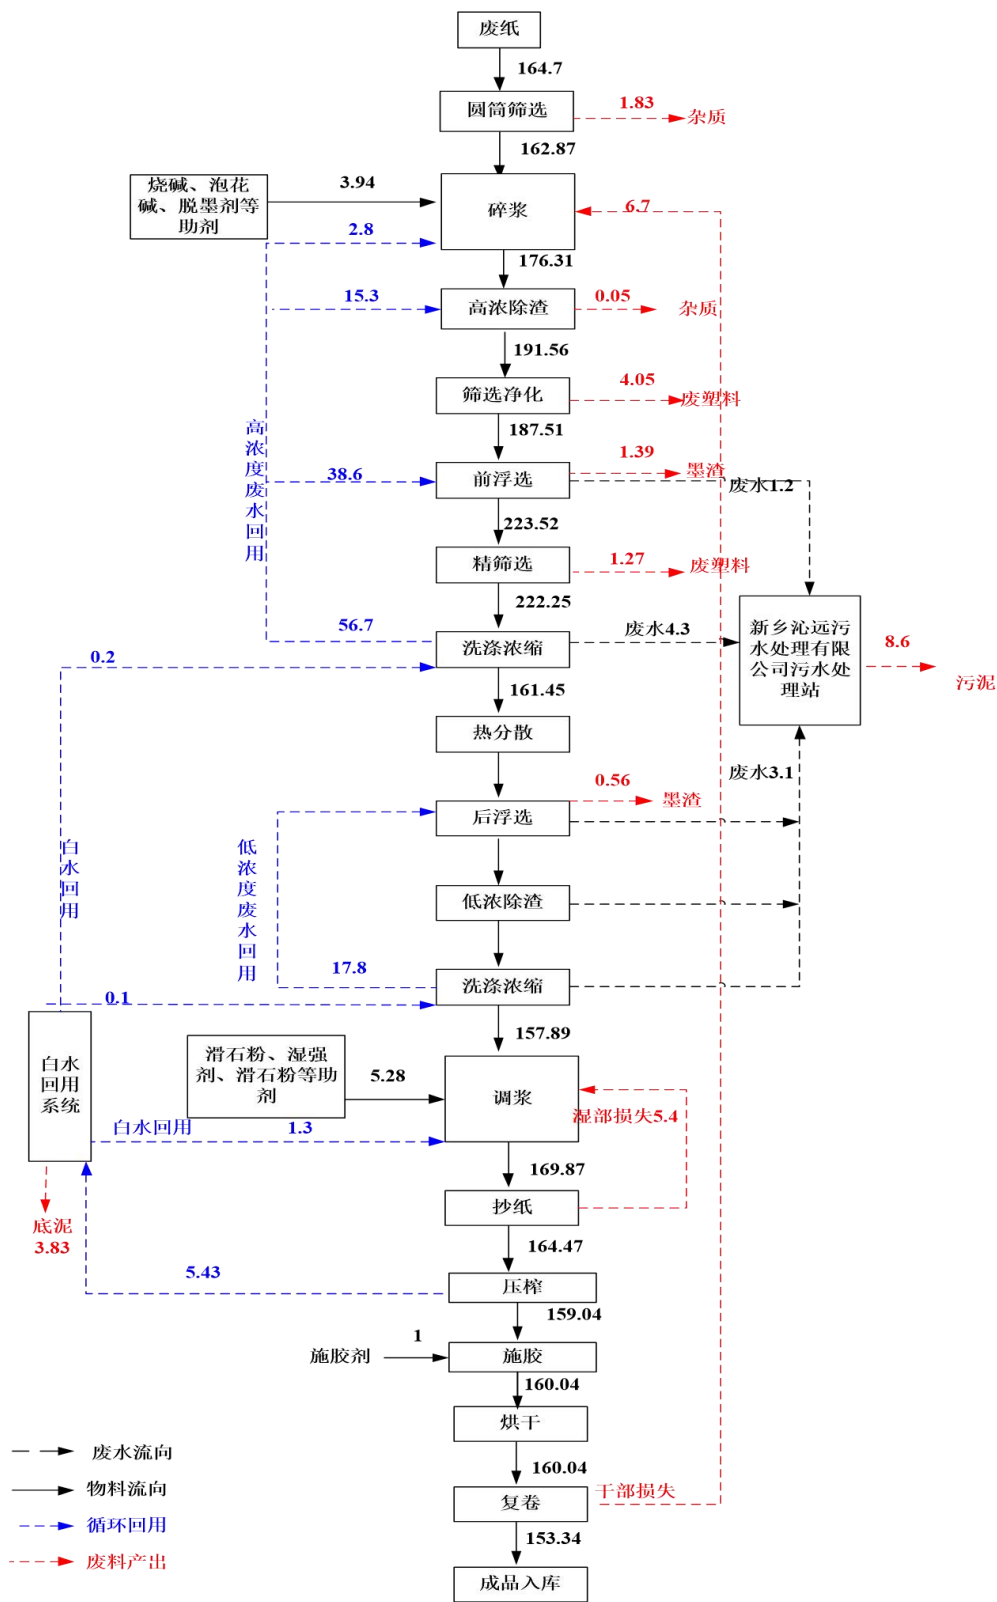 废纸
164.7
圆筒筛选
1.83
杂质
162.87
烧碱、泡花
碱、脱墨剂等
助剂
3.94
碎浆
6.7
2.8
176.31
15.3
高浓除渣
0.05
杂质
191.56
筛选净化
4.05
废塑料
187.51
高浓度废水回用
38.6
前浮选
1.39
墨渣
废水1.2
223.52
精筛选
1.27
废塑料
222.25
56.7
洗涤浓缩
废水4.3
新乡沁远污
水处理有限
公司污水处
理站
8.6
污泥
0.2
161.45
热分散
废水3.1
0.56
墨渣
后浮选
白水回用
低浓度废水回用
低浓除渣
17.8
洗涤浓缩
0.1
157.89
白水
回用
系统
滑石粉、湿强
剂、滑石粉等助
剂
5.28
调浆
湿部损失5.4
白水回用
1.3
169.87
抄纸
底泥
3.83
164.47
5.43
压榨
159.04
施胶剂
1
施胶
160.04
烘干
160.04
复卷
干部损失
153.34
成品入库
废水流向
物料流向
循环回用
废料产出